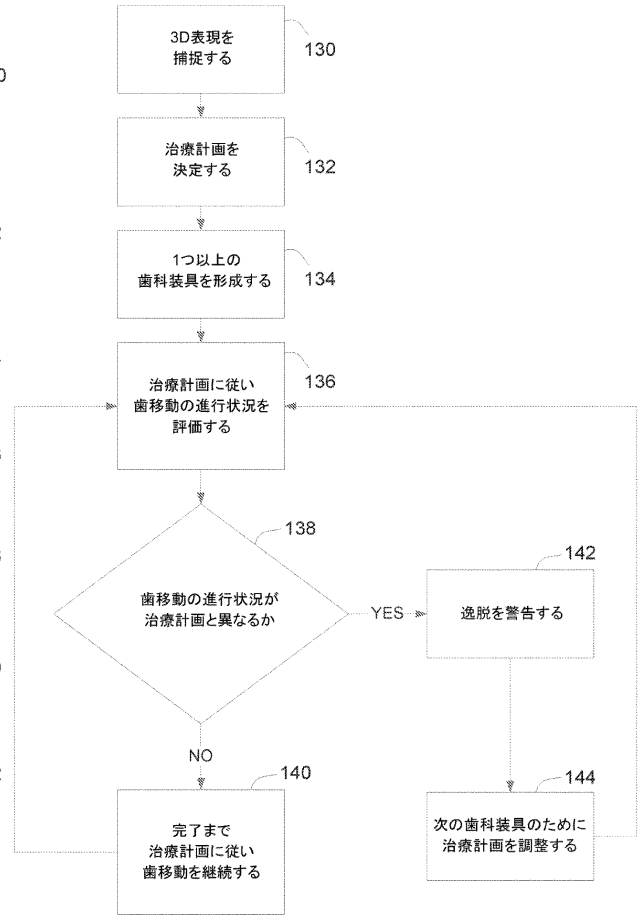 3D表現を
捕捉する
130
治療計画を
決定する
132
1つ以上の
歯科装具を形成する
134
治療計画に従い
歯移動の進行状況を
評価する
136
138
歯移動の進行状況が
治療計画と異なるか
YES
142
逸脱を警告する
NO
140
完了まで
治療計画に従い
歯移動を継続する
144
次の歯科装具のために
治療計画を調整する